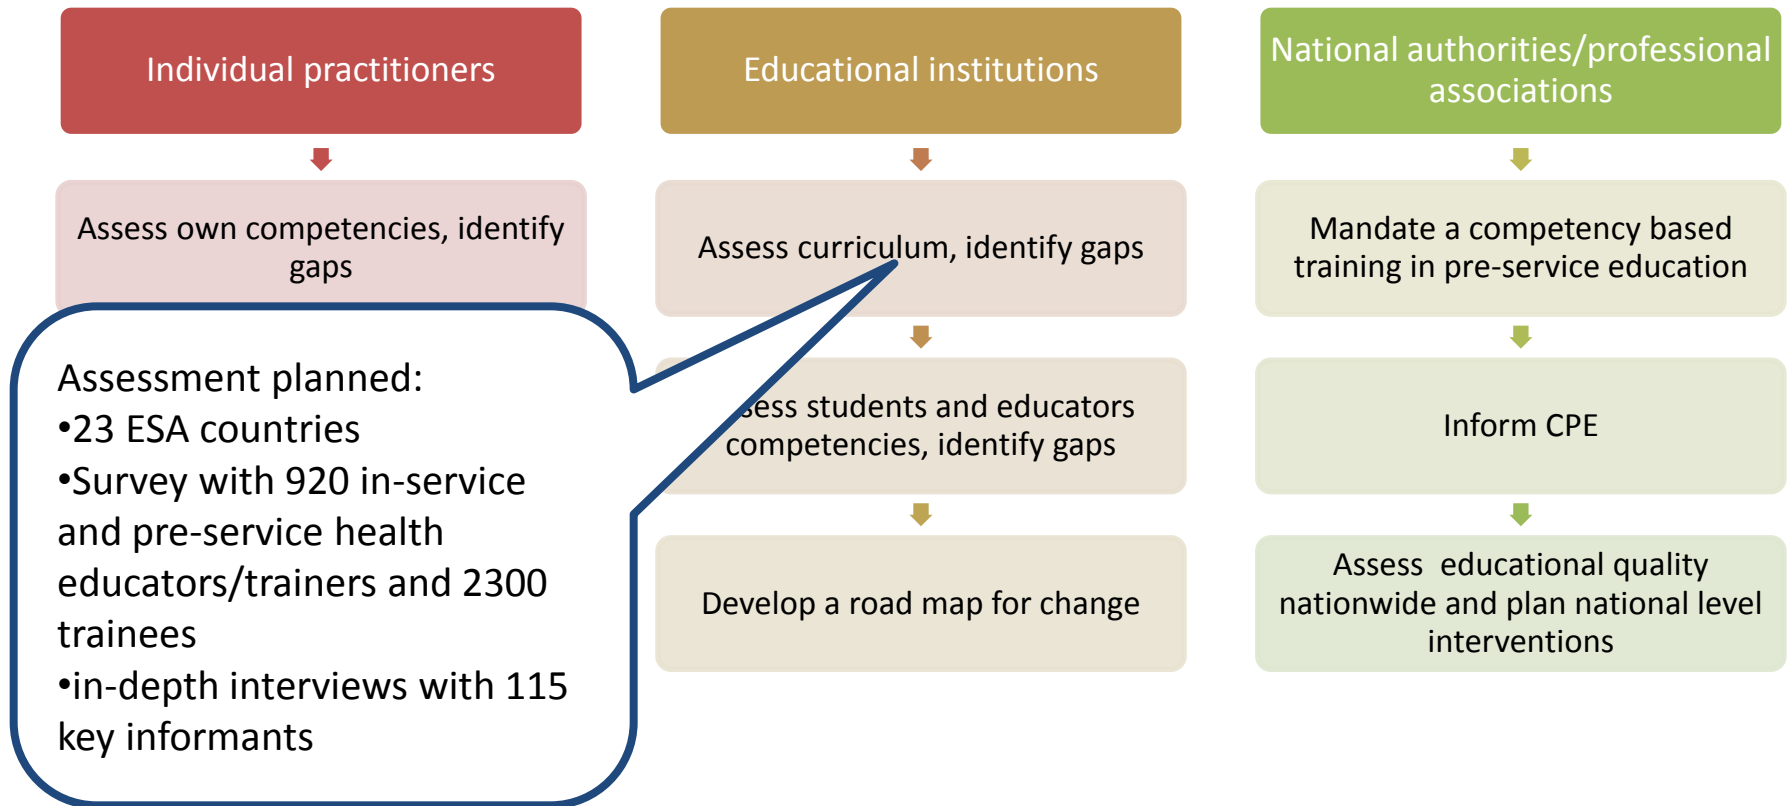 Individual practitioners
Assess own competencies, identify
gaps
Assessment planned:
•23 ESA countries
•Survey with 920 in-service
and pre-service health
educators/trainers and 2300
trainees
•in-depth interviews with 115
key informants
Educational institutions
Assess curriculum, identify gaps
students and educators
competencies, identify gaps
Develop a road map for change
National authorities/professional
associations
Mandate a competency based
training in pre-service education
Inform CPE
Assess educational quality
nationwide and plan national level
interventions